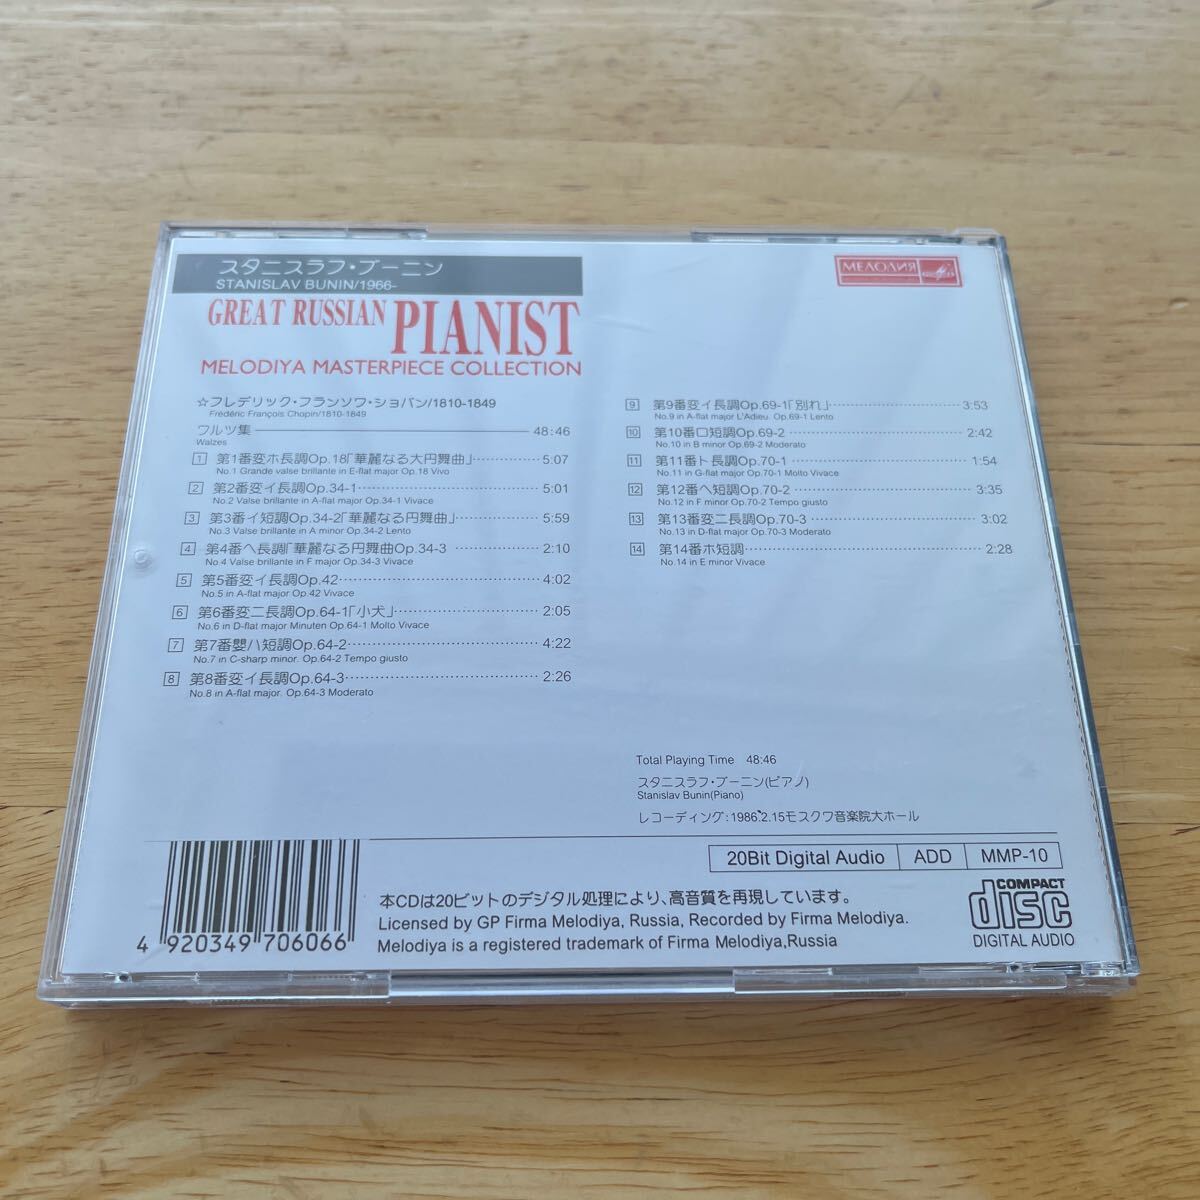 スタニスラフ・ブーニン
STANISLAV BUNIN/1966-
GREAT RUSSIAN PIANIST
MELODIYA MASTERPIECE COLLECTION
МЕЛОДИЯ
☆フレデリック・フランソワ・ショパン/1810-1849
Frédéric François Chopin/1810-1849
ワルツ集 48:46
Walzes
1 第1番変ホ長調Op.18「華麗なる大円舞曲」 5:07
No.1 Grande valse brillante in E-flat major Op.18 Vivo
2 第2番変イ長調Op.34-1 5:01
No.2 Valse brillante in A-flat major Op.34-1 Vivace
3 第3番イ短調Op.34-2「華麗なる円舞曲」 5:59
No.3 Valse brillante in A minor Op.34-2 Lento
4 第4番ヘ長調「華麗なる円舞曲Op.34-3 2:10
No.4 Valse brillante in F major Op.34-3 Vivace
5 第5番変イ長調Op.42 4:02
No.5 in A-flat major Op.42 Vivace
6 第6番変ニ長調Op.64-1「小犬」 2:05
No.6 in D-flat major Minuten Op.64-1 Molto Vivace
7 第7番嬰ハ短調Op.64-2 4:22
No.7 in C-sharp minor. Op.64-2 Tempo giusto
8 第8番変イ長調Op.64-3 2:26
No.8 in A-flat major. Op.64-3 Moderato
9 第9番変イ長調Op.69-1「別れ」 3:53
No.9 in A-flat major L'Adieu. Op.69-1 Lento
10 第10番ロ短調Op.69-2 2:42
No.10 in B minor Op.69-2 Moderato
11 第11番ト長調Op.70-1 1:54
No.11 in G-flat major Op.70-1 Molto Vivace
12 第12番ヘ短調Op.70-2 3:35
No.12 in F minor Op.70-2 Tempo giusto
13 第13番変ニ長調Op.70-3 3:02
No.13 in D-flat major Op.70-3 Moderato
14 第14番ホ短調 2:28
No.14 in E minor Vivace
Total Playing Time 48:46
スタニスラフ・ブーニン(ピアノ)
Stanislav Bunin(Piano)
レコーディング:1986.2.15モスクワ音楽院大ホール
20Bit Digital Audio ADD MMP-10
本CDは20ビットのデジタル処理により、高音質を再現しています。
Licensed by GP Firma Melodiya, Russia, Recorded by Firma Melodiya.
Melodiya is a registered trademark of Firma Melodiya,Russia
COMPACT
disc
DIGITAL AUDIO
4 920349 706066